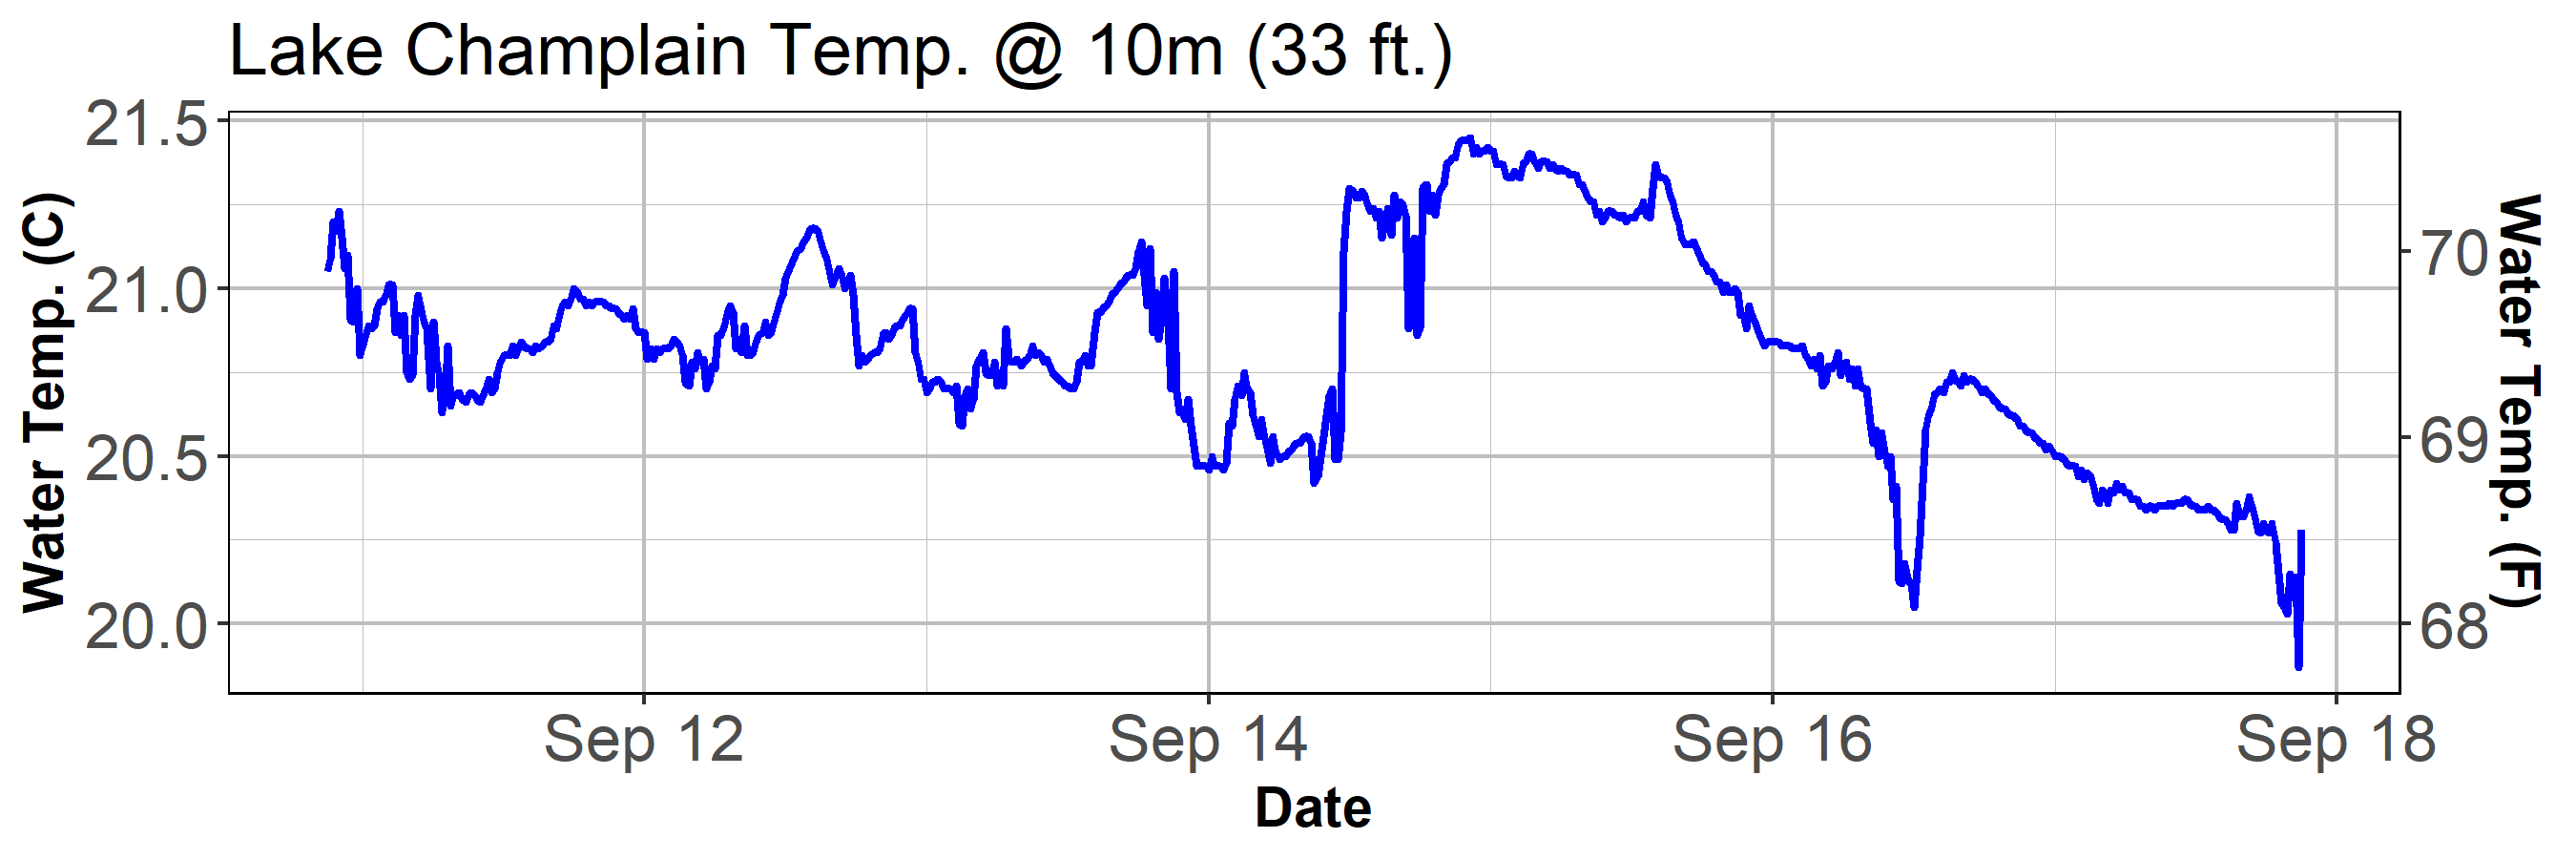 Lake Champlain Temp. @ 10m (33 ft.)
Water Temp. (C)
21.5
21.0
20.5
20.0
70
69
68
Water Temp. (F)
Sep 12
Sep 14
Sep 16
Sep 18
Date